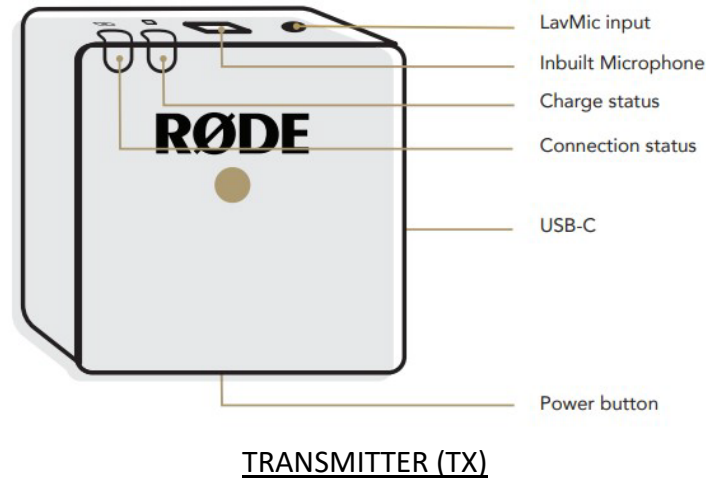 LavMic input
Inbuilt Microphone
Charge status
Connection status
RØDE
USB-C
Power button
TRANSMITTER (TX)